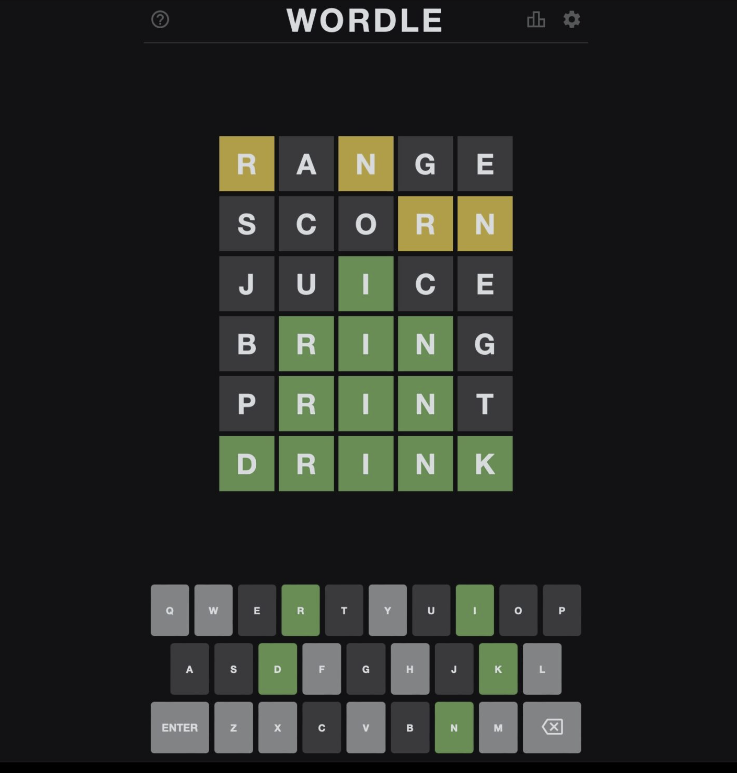 ? WORDLE
R A N G E
S C O R N
J U I C E
B R I N G
P R I N T
D R I N K
Q W E R T Y U I O P
A S D F G H J K L
ENTER Z X C V B N M